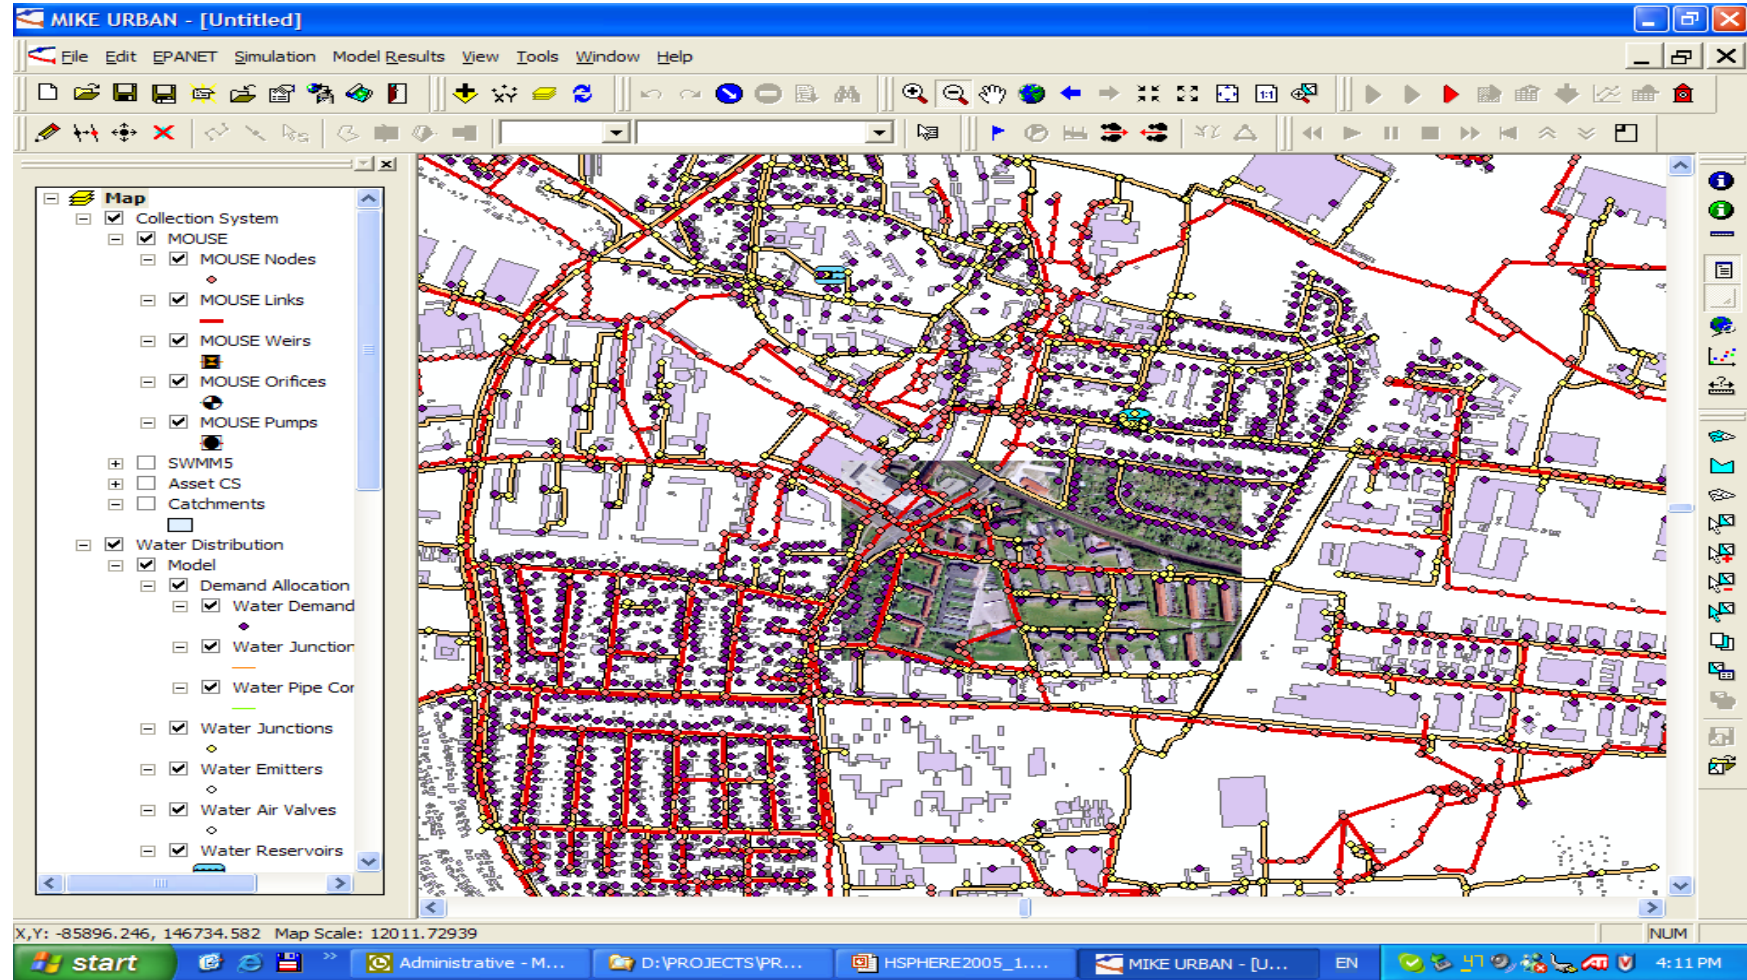 MIKE URBAN - [Untitled]
File Edit EPANET Simulation Model Results View Tools Window Help
1:1
Map
Collection System
MOUSE
MOUSE Nodes
MOUSE Links
MOUSE Weirs
MOUSE Orifices
MOUSE Pumps
SWMM5
Asset CS
Catchments
Water Distribution
Model
Demand Allocation
Water Demand
Water Junction
Water Pipe Cor
Water Junctions
Water Emitters
Water Air Valves
Water Reservoirs
X,Y: -85896.246, 146734.582 Map Scale: 12011.72939
NUM
start
Administrative - M...
D:\PROJECTS\PR...
HSPHERE2005_1....
MIKE URBAN - [U...
EN
4:11 PM